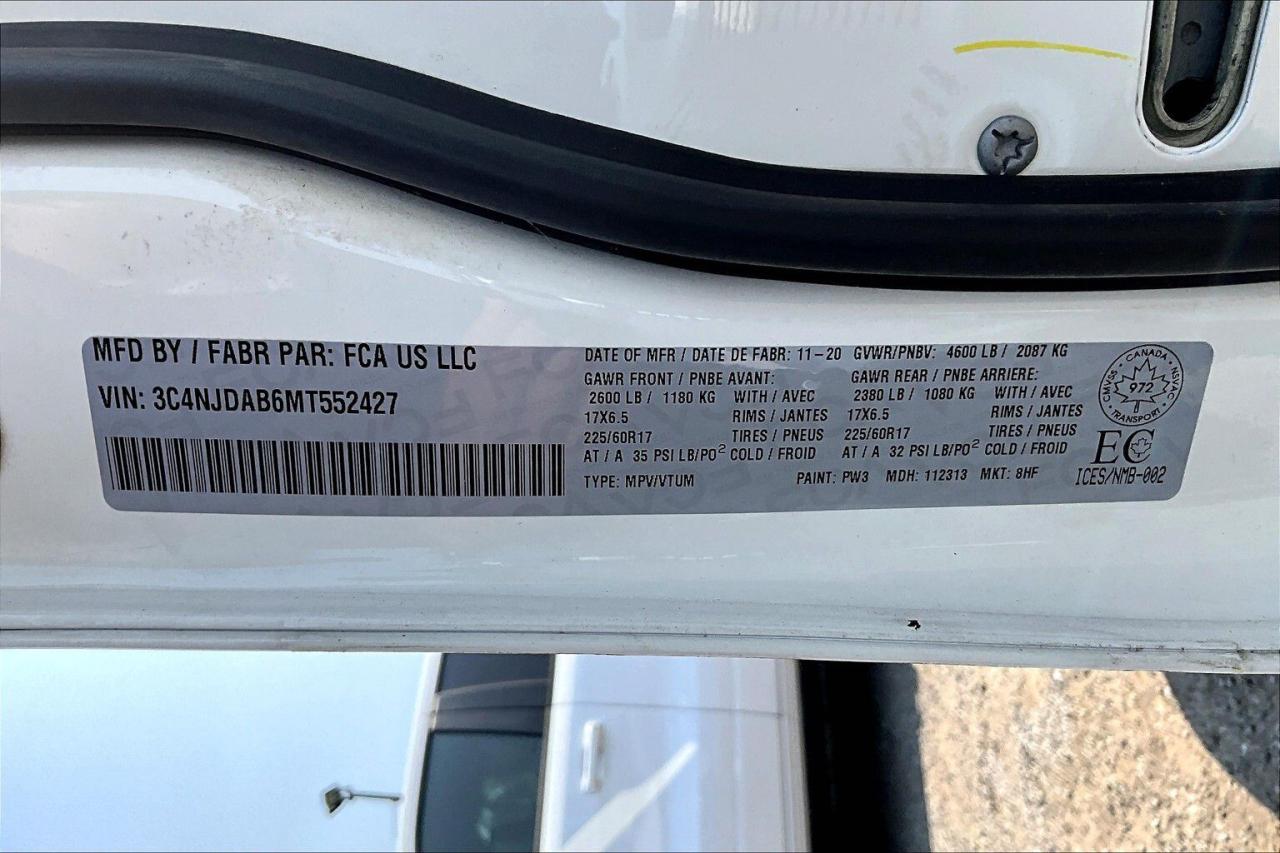 MFD BY / FABR PAR: FCA US LLC
VIN: 3C4NJDAB6MT552427
DATE OF MFR / DATE DE FABR: 11-20 GVWR/PNBV: 4600 LB / 2087 KG
GAWR FRONT / PNBE AVANT: GAWR REAR / PNBE ARRIERE:
2600 LB / 1180 KG WITH / AVEC 2380 LB / 1080 KG WITH / AVEC
17X6.5 RIMS / JANTES 17X6.5 RIMS / JANTES
225/60R17 TIRES / PNEUS 225/60R17 TIRES / PNEUS
AT / A 35 PSI LB/PO² COLD / FROID AT / A 32 PSI LB/PO² COLD / FROID
TYPE: MPV/VTUM PAINT: PW3 MDH: 112313 MKT: 8HF
CANADA
CMVSS 972 NSVAC
TRANSPORT
EC
ICES/NMB-002